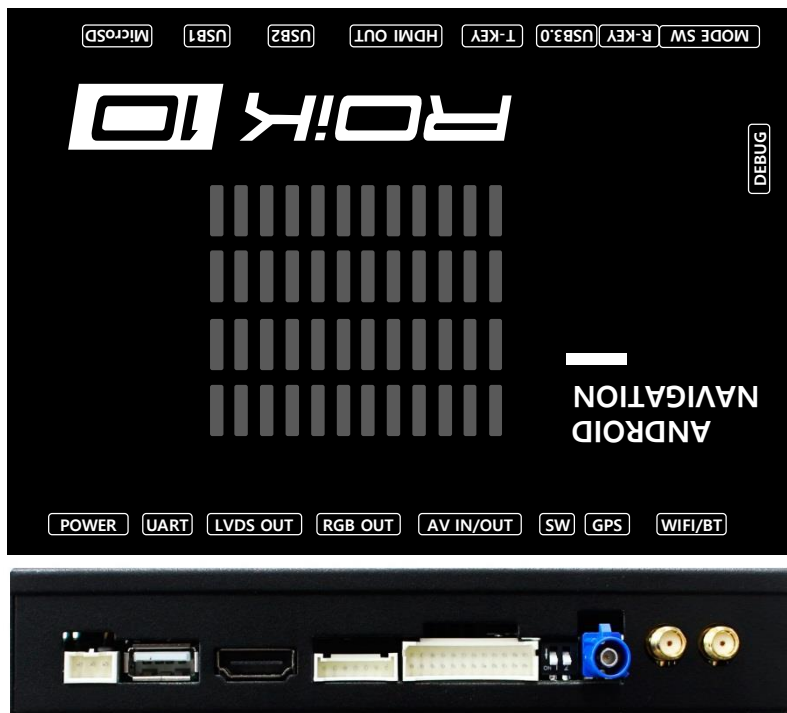 MicroSD USB1 USB2 HDMI OUT T-KEY USB3.0 R-KEY MODE SW
ROiK 10
DEBUG
ANDROID
NAVIGATION
POWER UART LVDS OUT RGB OUT AV IN/OUT SW GPS WIFI/BT